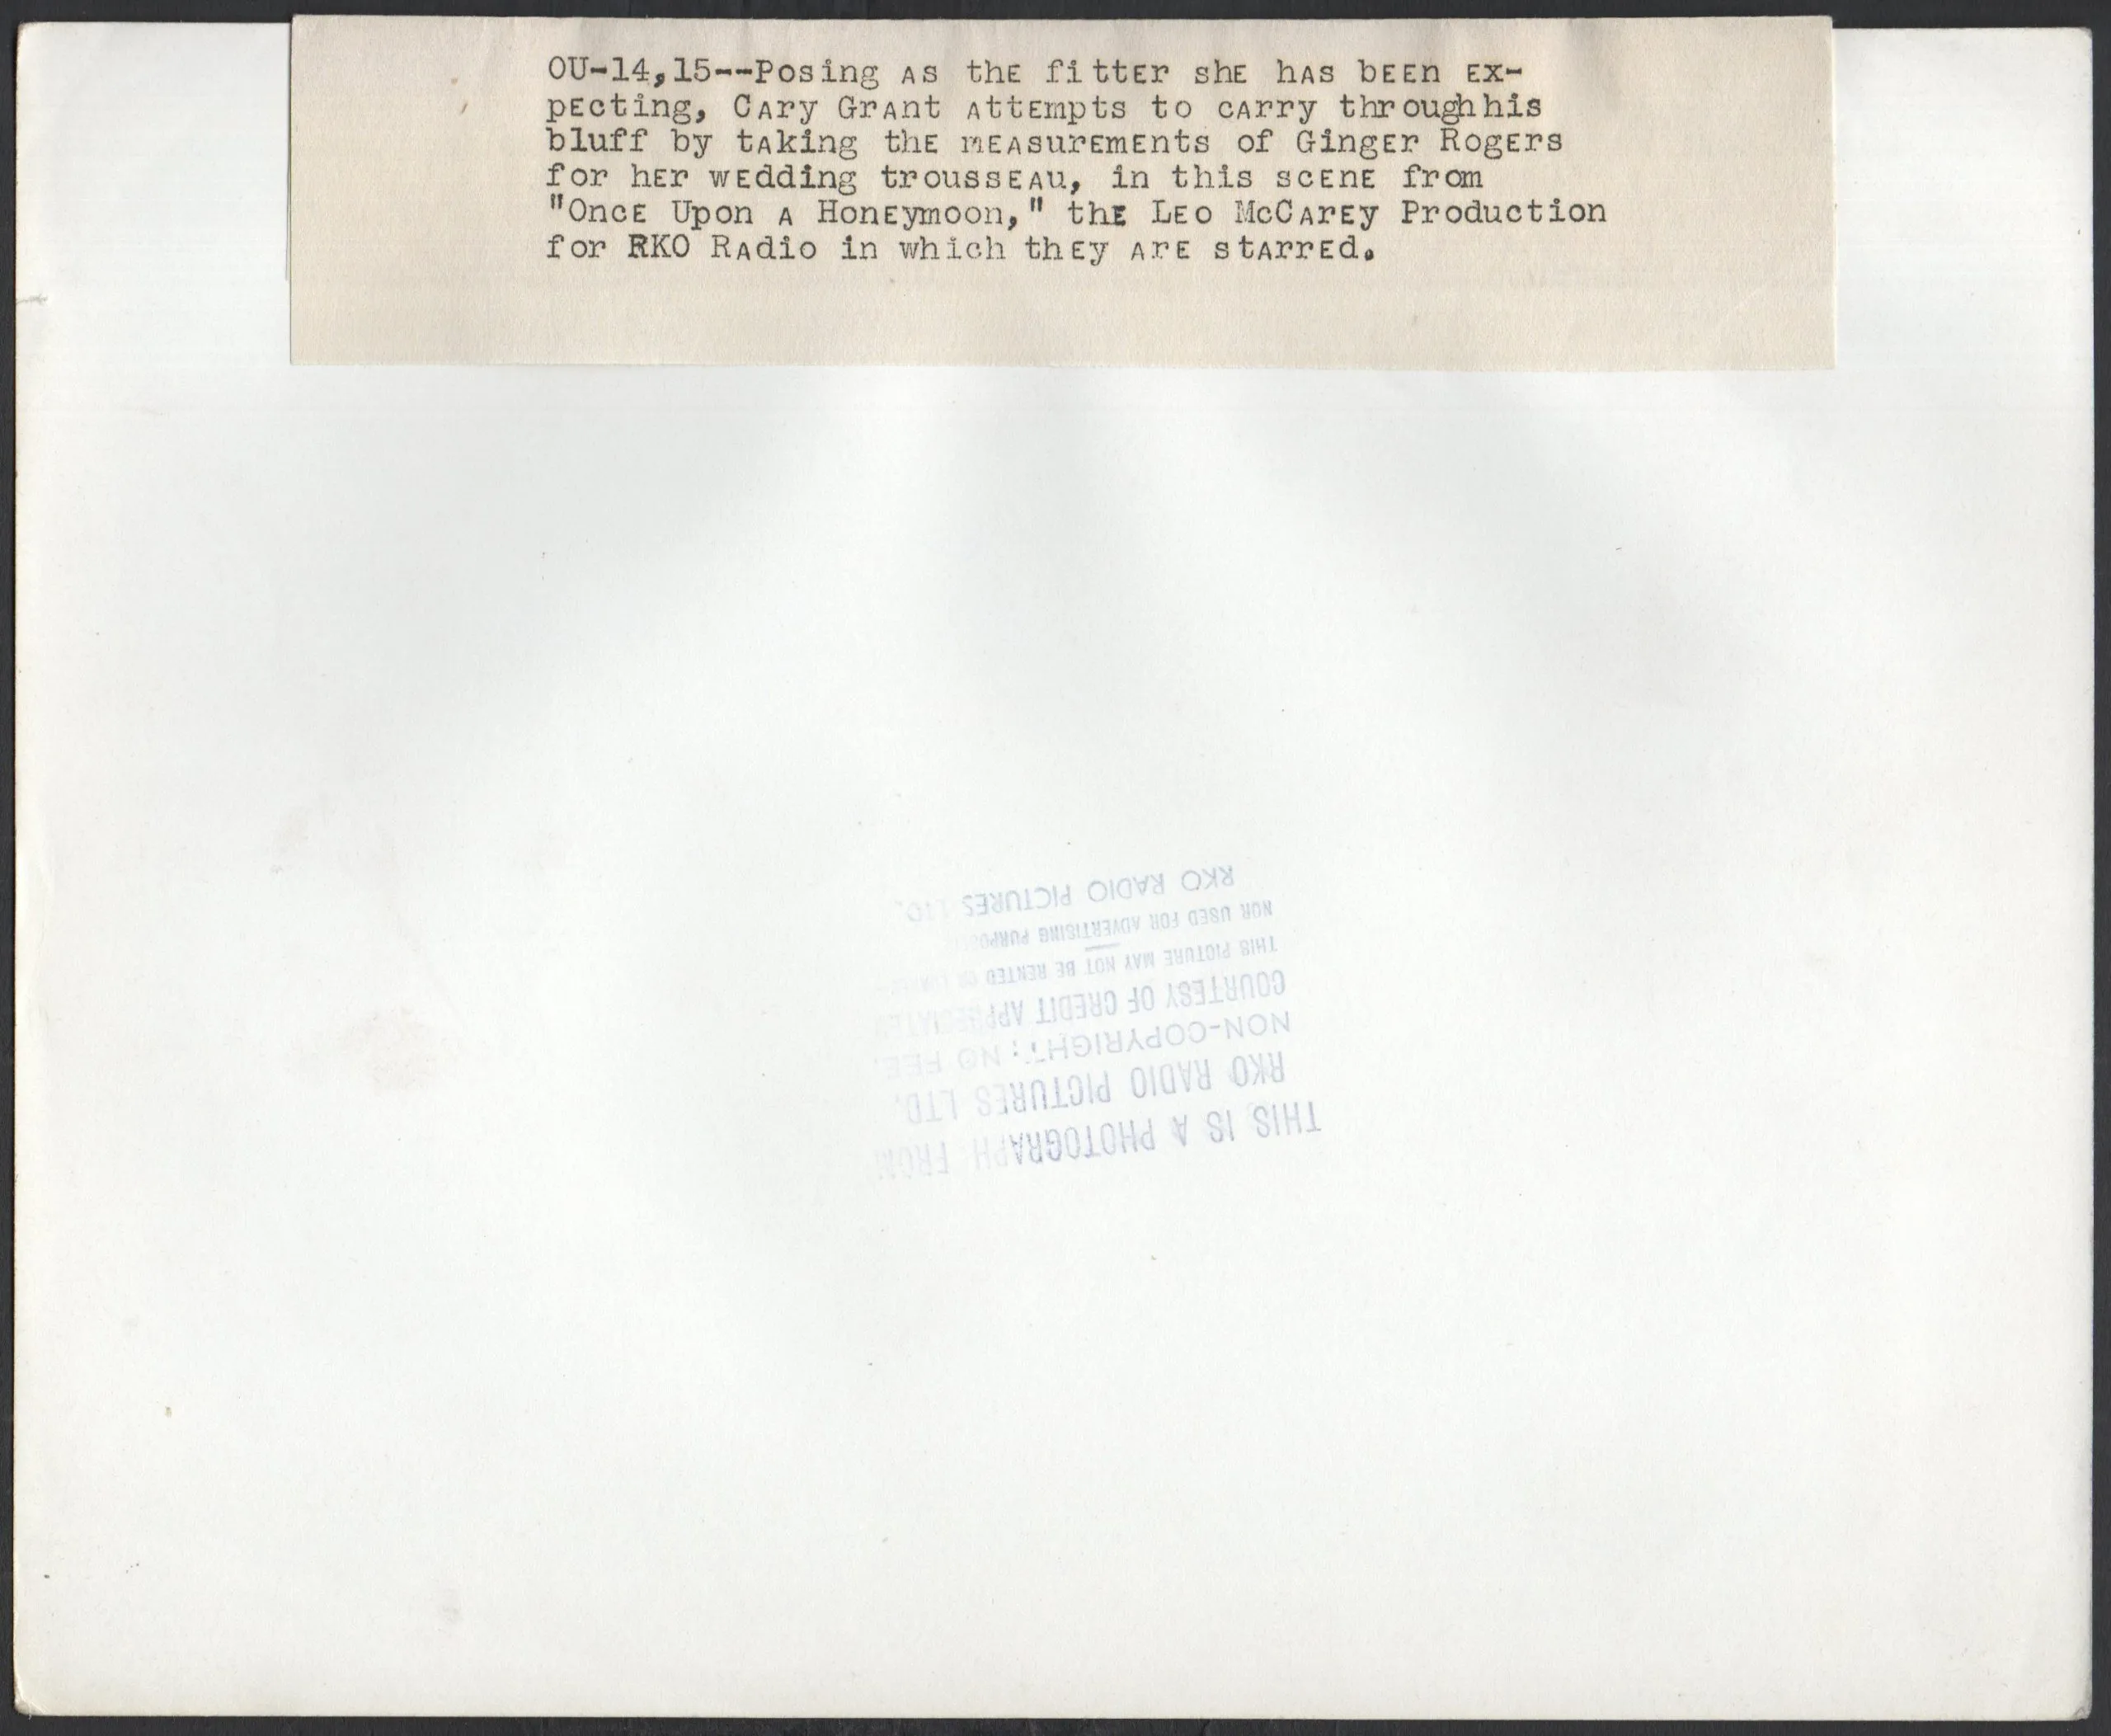 OU-14,15--Posing as the fitter she has been ex-
pecting, Cary Grant attempts to carry throughhis
bluff by taking the measurements of Ginger Rogers
for her wedding trousseau, in this scene from
"Once Upon a Honeymoon," the Leo McCarey Production
for RKO Radio in which they are starred.
THIS IS A PHOTOGRAPH FROM
RKO RADIO PICTURES LTD.
NON-COPYRIGHT: NO FEE.
COURTESY OF CREDIT APPRECIATED
THIS PICTURE MAY NOT BE RENTED OR
NOR USED FOR ADVERTISING PURPOSES
RKO RADIO PICTURES LTD.